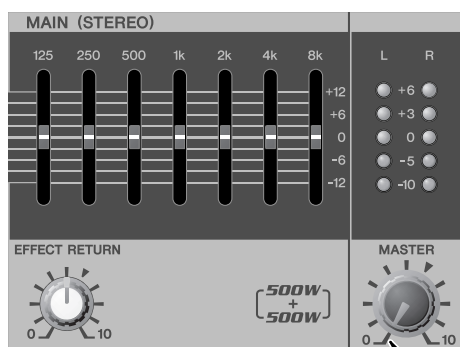 MAIN (STEREO)
125 250 500 1k 2k 4k 8k
L R
+12
+6
0
-6
-12
+6
+3
0
-5
-10
EFFECT RETURN
0 10
500W
+
500W
MASTER
0 10